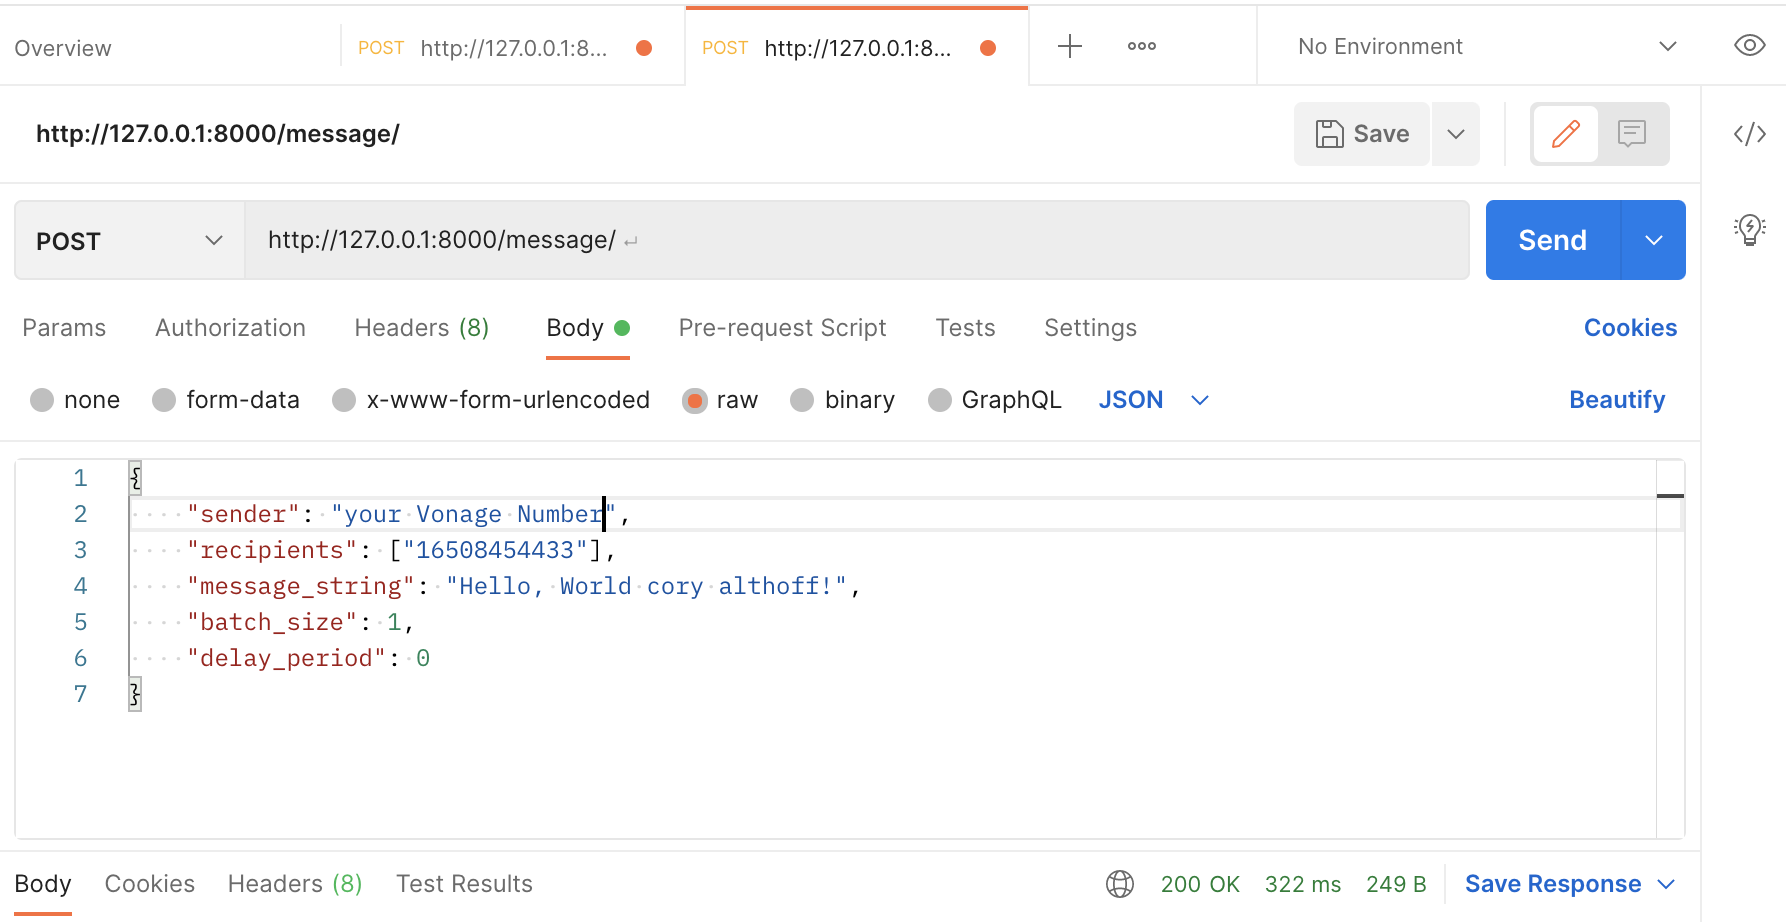 Overview POST http://127.0.0.1:8... POST http://127.0.0.1:8... No Environment
http://127.0.0.1:8000/message/ Save
POST http://127.0.0.1:8000/message/ Send
Params Authorization Headers (8) Body Pre-request Script Tests Settings Cookies
none form-data x-www-form-urlencoded raw binary GraphQL JSON Beautify
1 {
2 "sender": "your Vonage Number",
3 "recipients": ["16508454433"],
4 "message_string": "Hello, World cory althoff!",
5 "batch_size": 1,
6 "delay_period": 0
7 }
Body Cookies Headers (8) Test Results 200 OK 322 ms 249 B Save Response